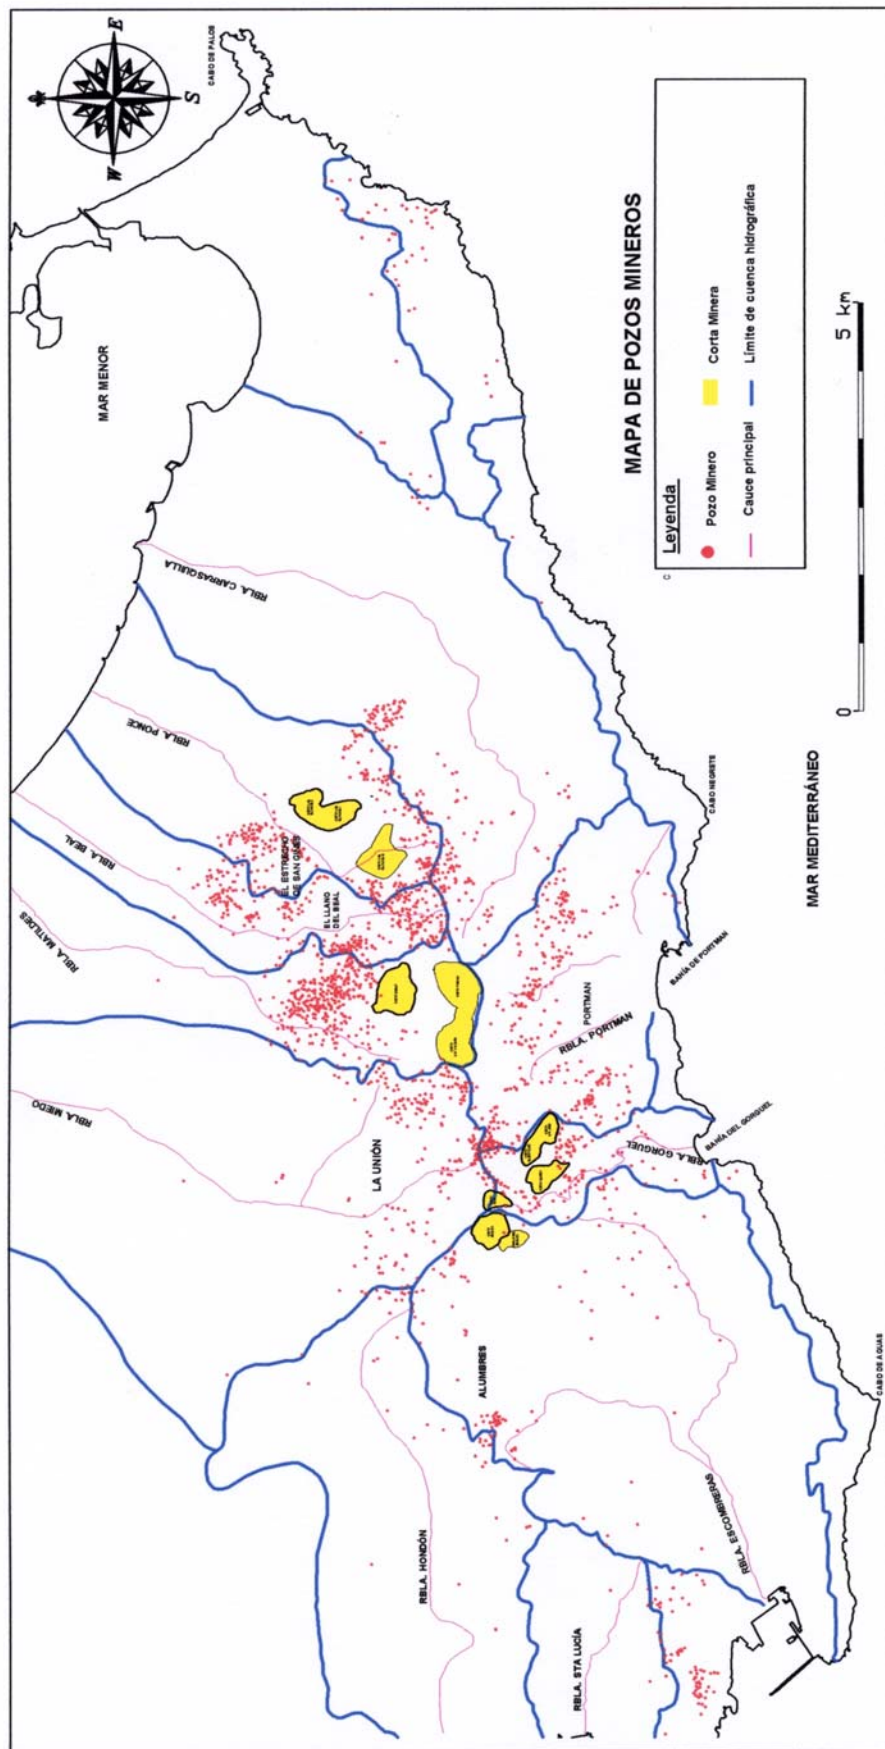 E
S
W
CABO DE PALOS
MAR MENOR
RBLA. CARRASQUILLA
RBLA. PONCE
RBLA. BEAL
RBLA. MATILDES
RBLA. MIEDO
EL ESTRECHO
DE SAN GINÉS
EL LLANO
DEL BEAL
LA UNIÓN
PORTMAN
RBLA. PORTMAN
BAHÍA DE PORTMAN
CABO NEGRETE
RBLA. GORGUEL
BAHÍA DEL GORGUEL
ALUMBRES
RBLA. HONDÓN
RBLA. ESCOMBRERAS
RBLA. STA LUCÍA
CABO DE AGUAS
MAR MEDITERRÁNEO
MAPA DE POZOS MINEROS
Leyenda
Pozo Minero
Corta Minera
Cauce principal
Límite de cuenca hidrográfica
0
5 km